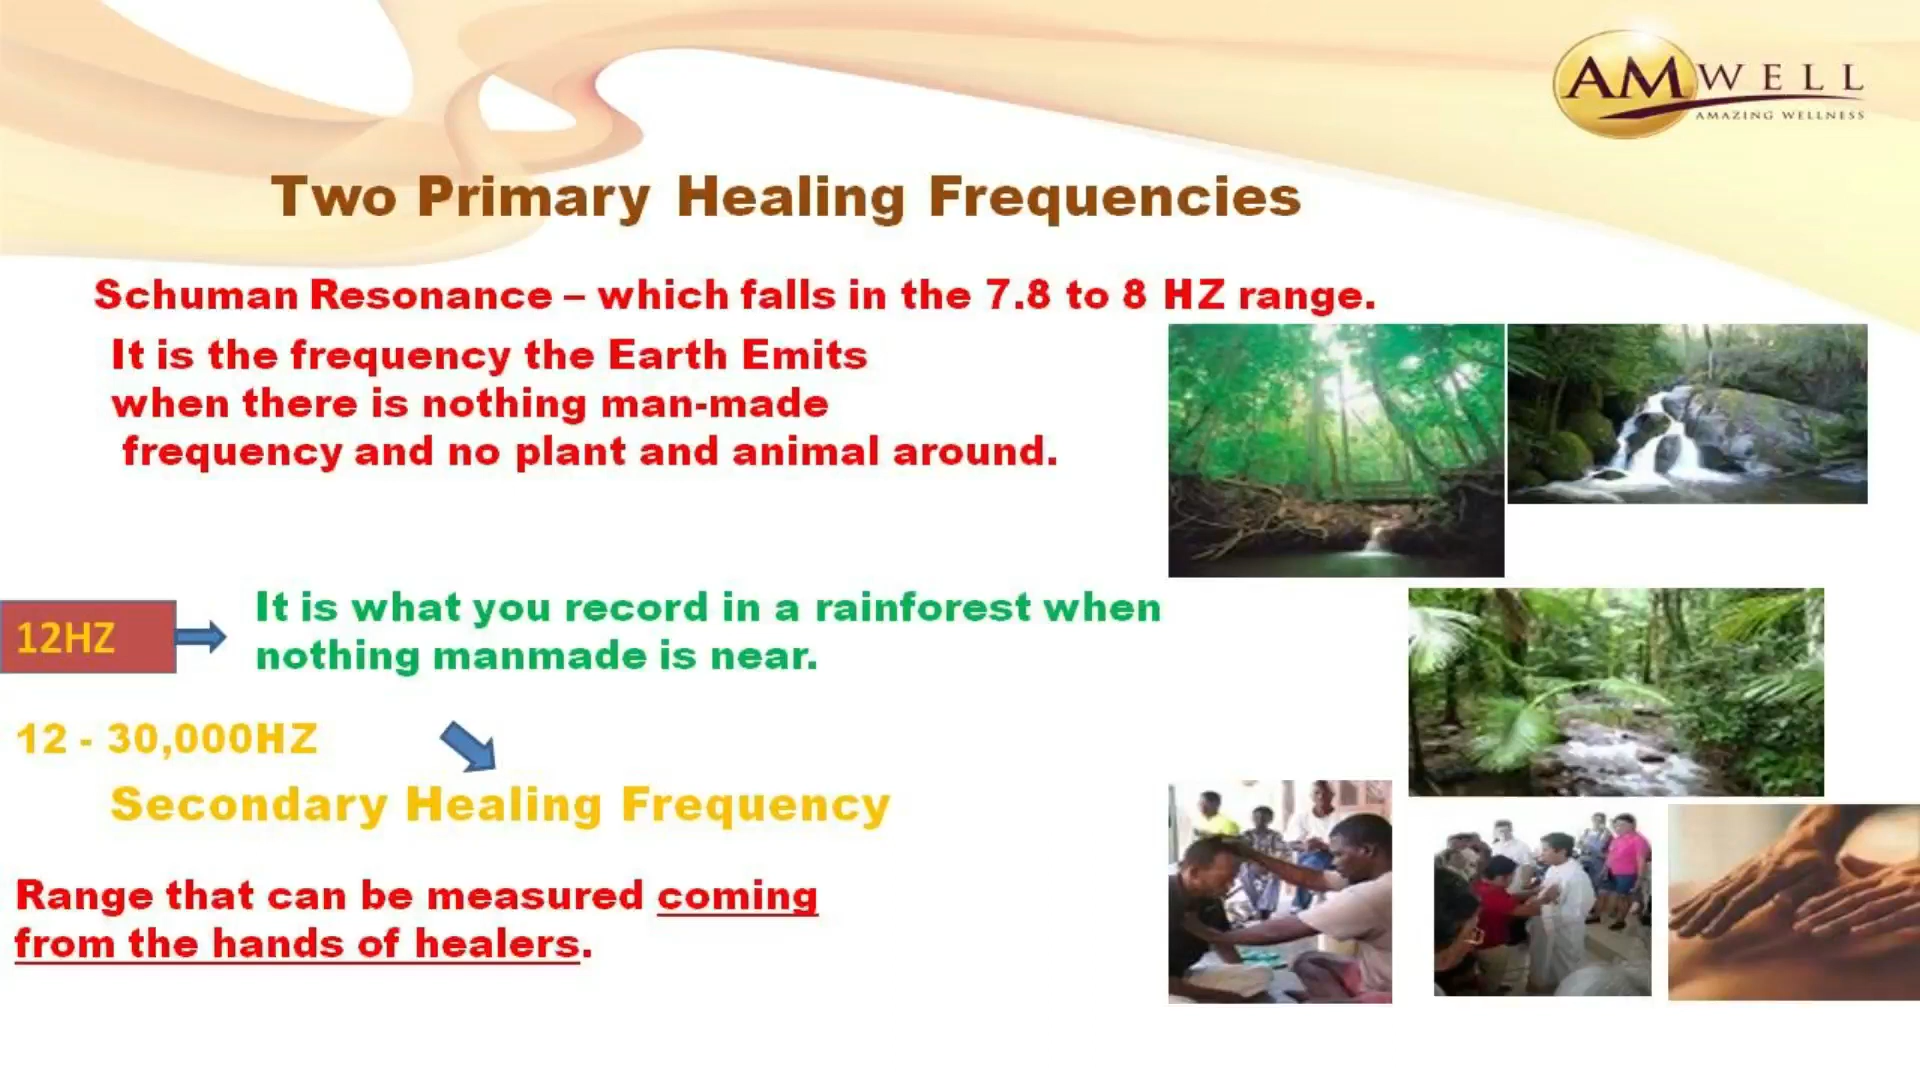 AMWELL
AMAZING WELLNESS
Two Primary Healing Frequencies
Schuman Resonance – which falls in the 7.8 to 8 HZ range.
It is the frequency the Earth Emits
when there is nothing man-made
frequency and no plant and animal around.
12HZ
It is what you record in a rainforest when
nothing manmade is near.
12 - 30,000HZ
Secondary Healing Frequency
Range that can be measured coming
from the hands of healers.